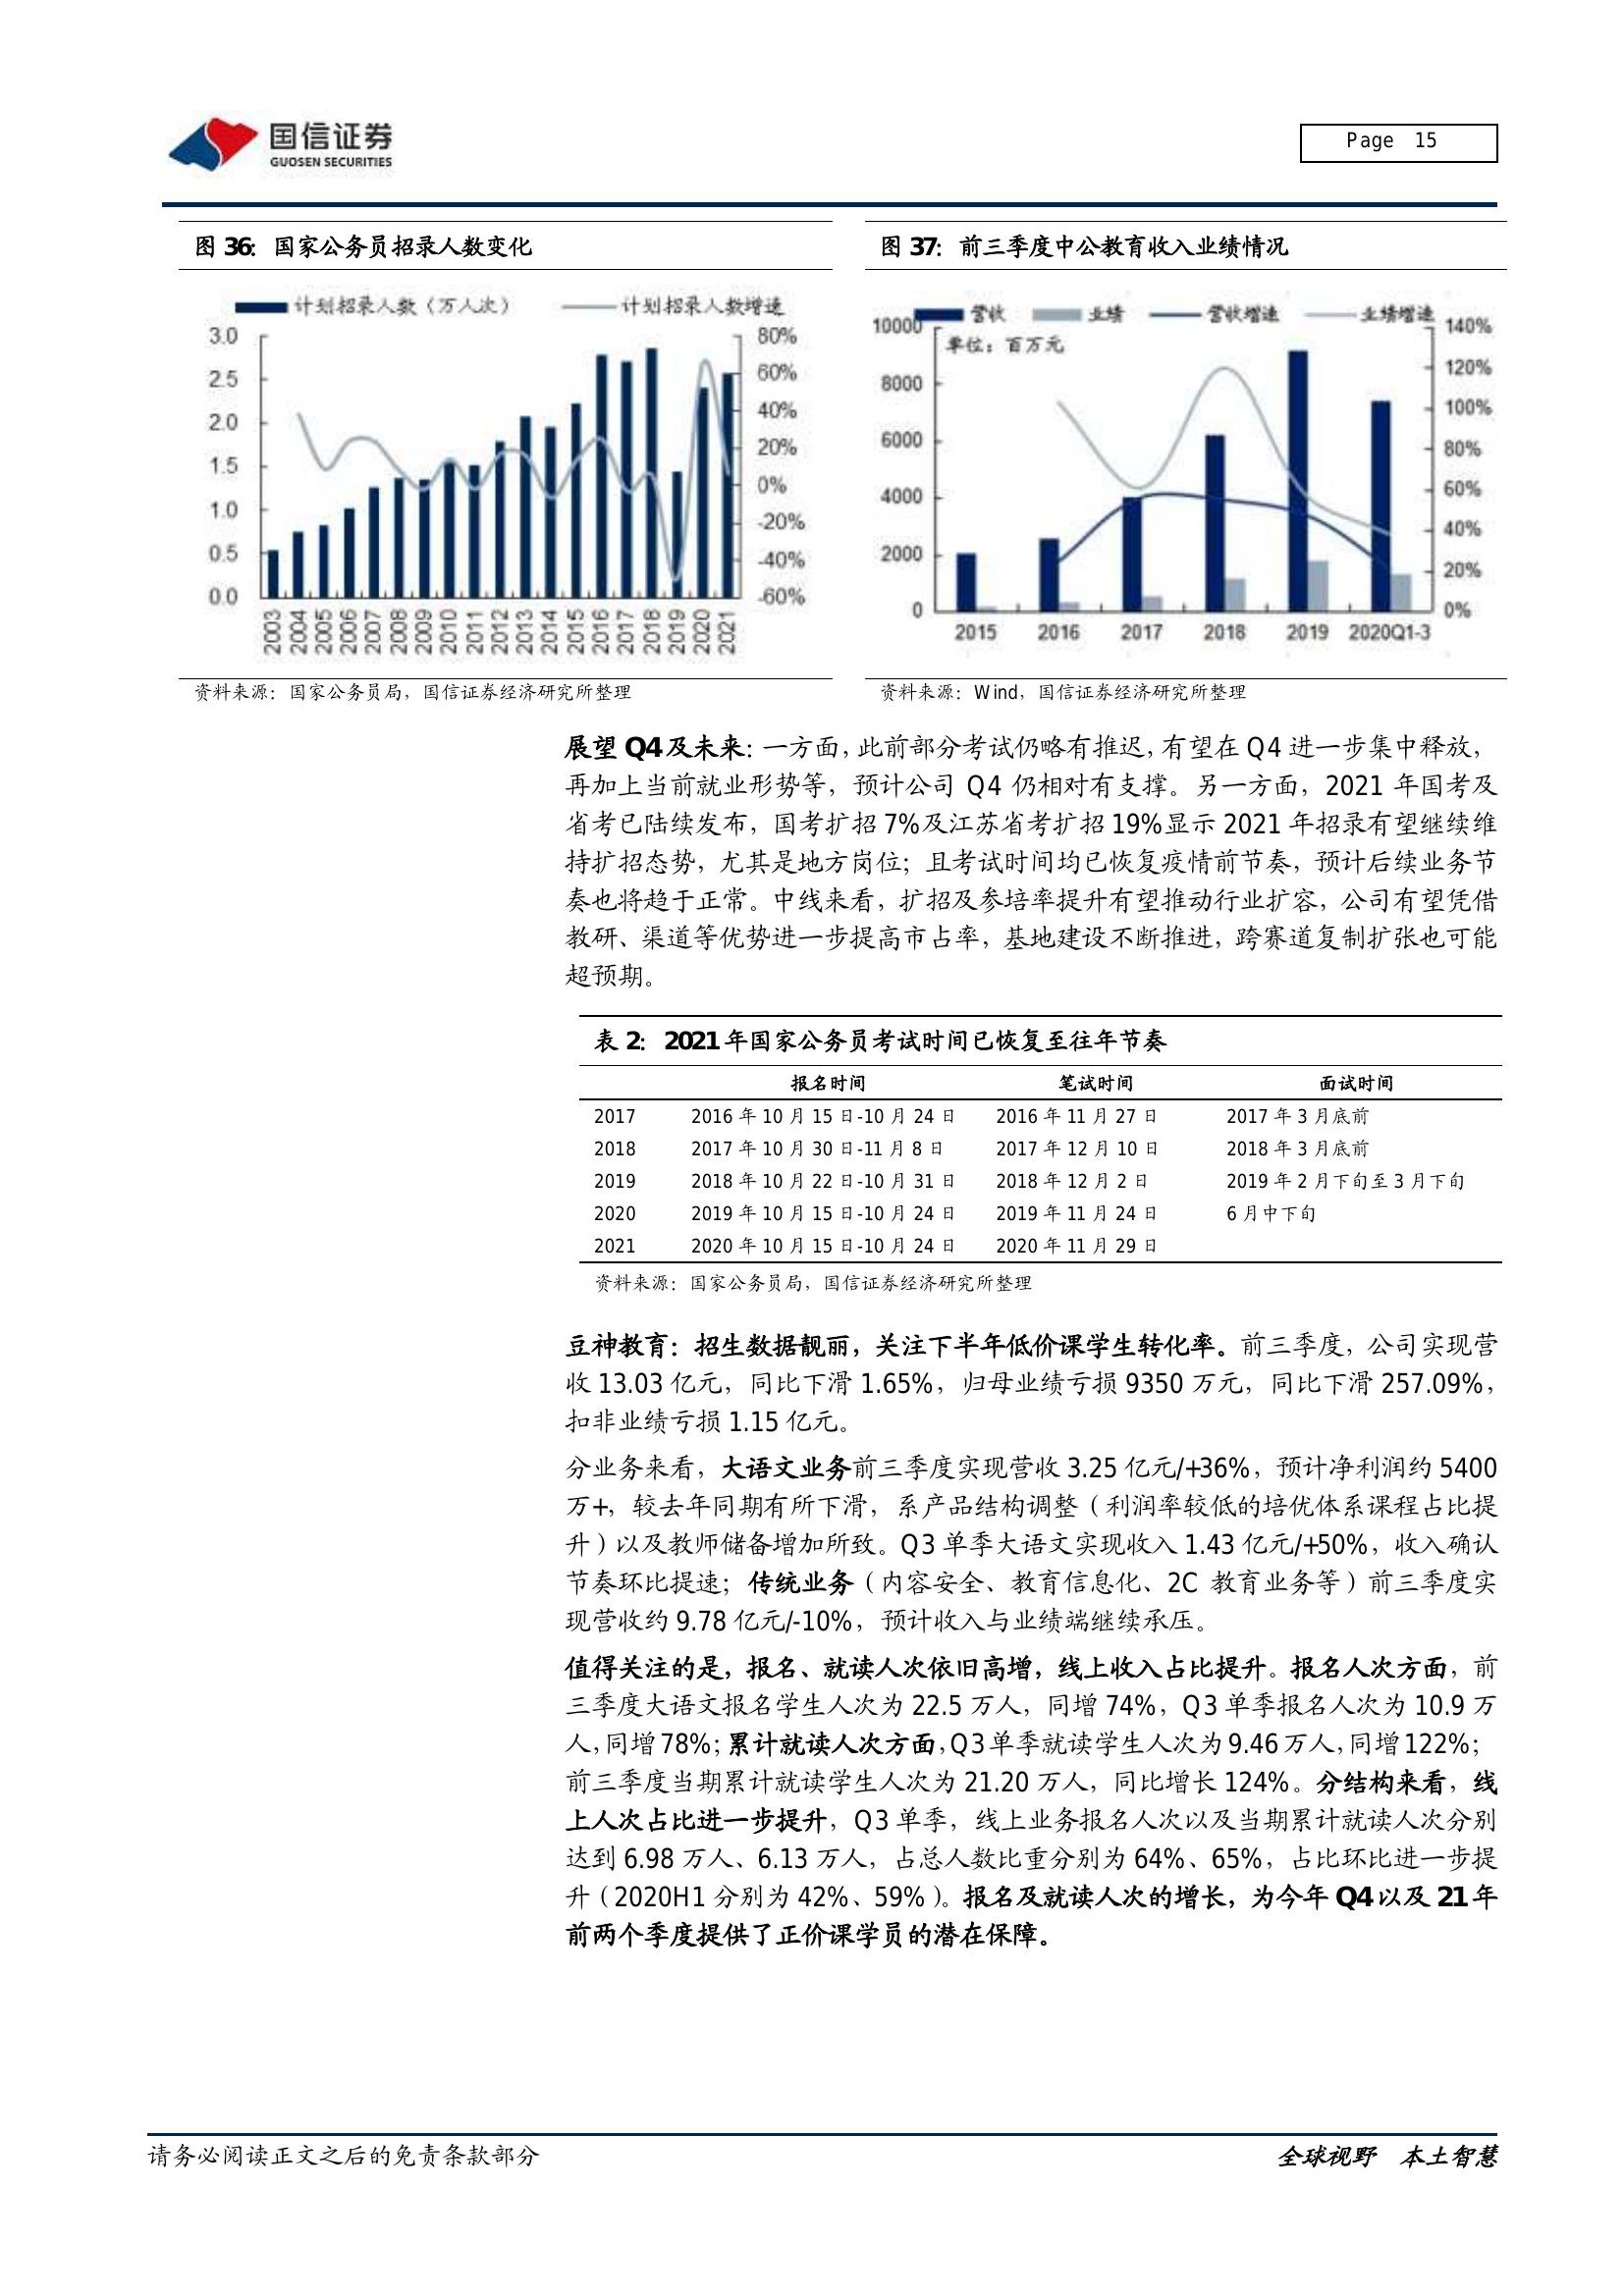 国信证券
GUOSEN SECURITIES
Page 15
图 36：国家公务员招录人数变化
计划招录人数（万人次）
计划招录人数增速
3.0
2.5
2.0
1.5
1.0
0.5
0.0
80%
60%
40%
20%
0%
-20%
-40%
-60%
2003 2004 2005 2006 2007 2008 2009 2010 2011 2012 2013 2014 2015 2016 2017 2018 2019 2020 2021
资料来源：国家公务员局，国信证券经济研究所整理
图 37：前三季度中公教育收入业绩情况
营收 业绩 营收增速 业绩增速
单位：百万元
10000
8000
6000
4000
2000
0
140%
120%
100%
80%
60%
40%
20%
0%
2015 2016 2017 2018 2019 2020Q1-3
资料来源：Wind，国信证券经济研究所整理
展望 Q4 及未来：一方面，此前部分考试仍略有推迟，有望在 Q4 进一步集中释放，
再加上当前就业形势等，预计公司 Q4 仍相对有支撑。另一方面，2021 年国考及
省考已陆续发布，国考扩招 7%及江苏省考扩招 19%显示 2021 年招录有望继续维
持扩招态势，尤其是地方岗位；且考试时间均已恢复疫情前节奏，预计后续业务节
奏也将趋于正常。中线来看，扩招及参培率提升有望推动行业扩容，公司有望凭借
教研、渠道等优势进一步提高市占率，基地建设不断推进，跨赛道复制扩张也可能
超预期。
表 2：2021 年国家公务员考试时间已恢复至往年节奏
报名时间 笔试时间 面试时间
2017 2016 年 10 月 15 日-10 月 24 日 2016 年 11 月 27 日 2017 年 3 月底前
2018 2017 年 10 月 30 日-11 月 8 日 2017 年 12 月 10 日 2018 年 3 月底前
2019 2018 年 10 月 22 日-10 月 31 日 2018 年 12 月 2 日 2019 年 2 月下旬至 3 月下旬
2020 2019 年 10 月 15 日-10 月 24 日 2019 年 11 月 24 日 6 月中下旬
2021 2020 年 10 月 15 日-10 月 24 日 2020 年 11 月 29 日
资料来源：国家公务员局，国信证券经济研究所整理
豆神教育：招生数据靓丽，关注下半年低价课学生转化率。前三季度，公司实现营
收 13.03 亿元，同比下滑 1.65%，归母业绩亏损 9350 万元，同比下滑 257.09%，
扣非业绩亏损 1.15 亿元。
分业务来看，大语文业务前三季度实现营收 3.25 亿元/+36%，预计净利润约 5400
万+，较去年同期有所下滑，系产品结构调整（利润率较低的培优体系课程占比提
升）以及教师储备增加所致。Q3 单季大语文实现收入 1.43 亿元/+50%，收入确认
节奏环比提速；传统业务（内容安全、教育信息化、2C 教育业务等）前三季度实
现营收约 9.78 亿元/-10%，预计收入与业绩端继续承压。
值得关注的是，报名、就读人次依旧高增，线上收入占比提升。报名人次方面，前
三季度大语文报名学生人次为 22.5 万人，同增 74%，Q3 单季报名人次为 10.9 万
人，同增 78%；累计就读人次方面，Q3 单季就读学生人次为 9.46 万人，同增 122%；
前三季度当期累计就读学生人次为 21.20 万人，同比增长 124%。分结构来看，线
上人次占比进一步提升，Q3 单季，线上业务报名人次以及当期累计就读人次分别
达到 6.98 万人、6.13 万人，占总人数比重分别为 64%、65%，占比环比进一步提
升（2020H1 分别为 42%、59%）。报名及就读人次的增长，为今年 Q4 以及 21 年
前两个季度提供了正价课学员的潜在保障。
请务必阅读正文之后的免责条款部分
全球视野 本土智慧